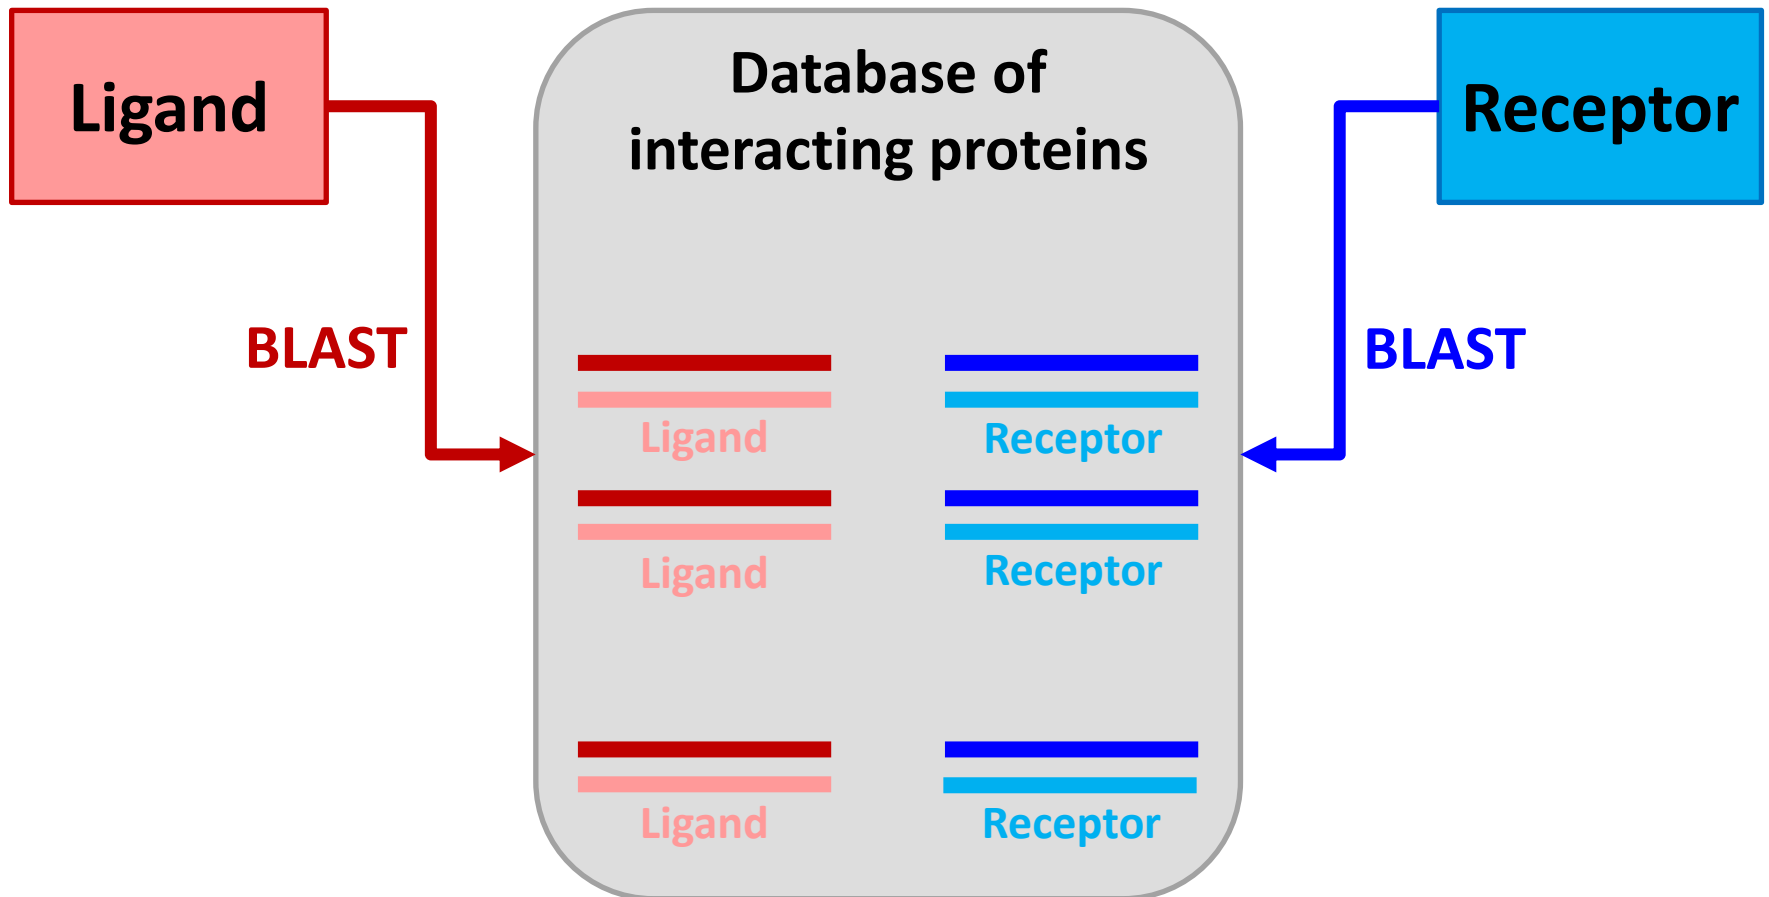 Ligand
Database of
interacting proteins
Receptor
BLAST
BLAST
Ligand
Receptor
Ligand
Receptor
Ligand
Receptor